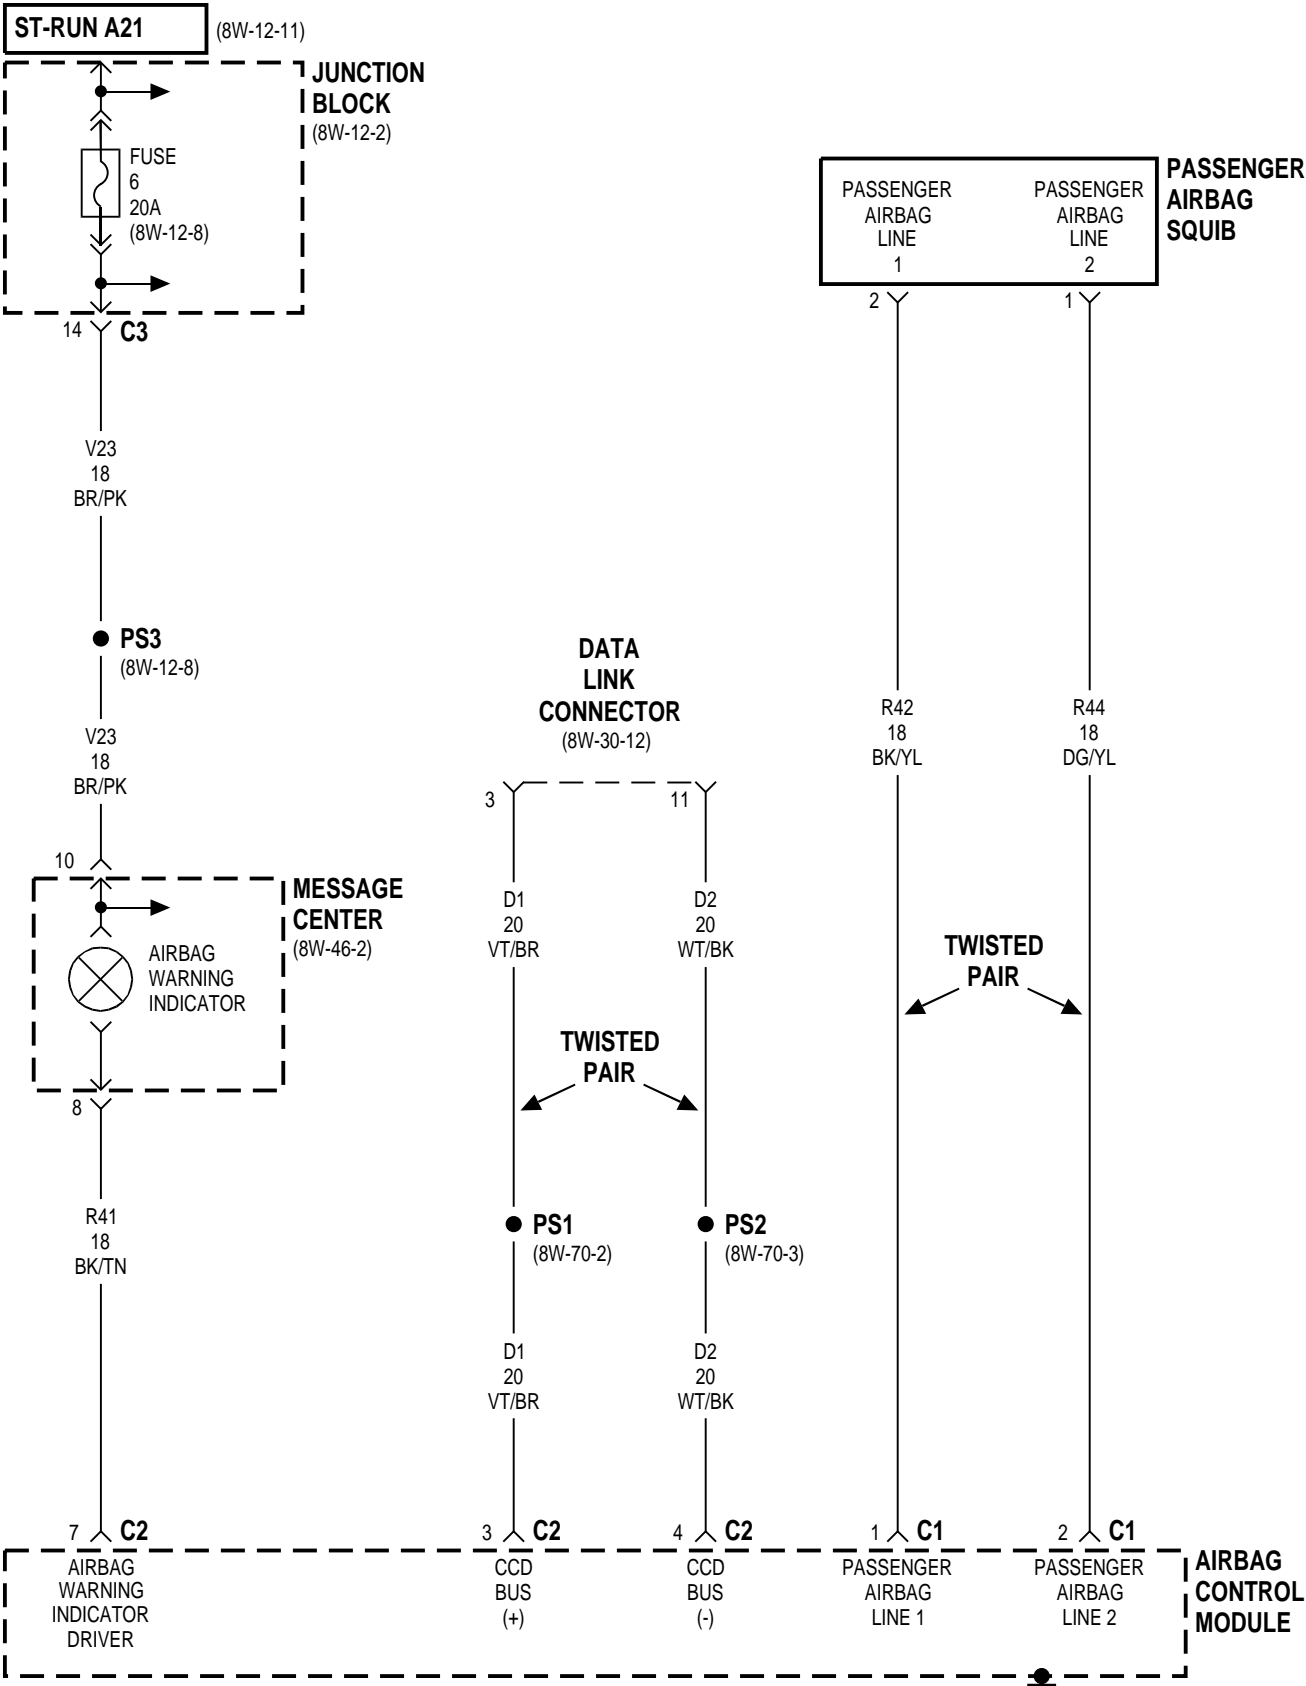 ST-RUN A21
(8W-12-11)
JUNCTION
BLOCK
(8W-12-2)
FUSE
6
20A
(8W-12-8)
14
C3
V23
18
BR/PK
PS3
(8W-12-8)
V23
18
BR/PK
10
MESSAGE
CENTER
(8W-46-2)
AIRBAG
WARNING
INDICATOR
8
R41
18
BK/TN
7
C2
AIRBAG
WARNING
INDICATOR
DRIVER
DATA
LINK
CONNECTOR
(8W-30-12)
3
11
D1
20
VT/BR
D2
20
WT/BK
TWISTED
PAIR
PS1
(8W-70-2)
PS2
(8W-70-3)
D1
20
VT/BR
D2
20
WT/BK
3
C2
4
C2
CCD
BUS
(+)
CCD
BUS
(-)
PASSENGER
AIRBAG
SQUIB
PASSENGER
AIRBAG
LINE
1
PASSENGER
AIRBAG
LINE
2
2
1
R42
18
BK/YL
R44
18
DG/YL
TWISTED
PAIR
1
C1
2
C1
PASSENGER
AIRBAG
LINE 1
PASSENGER
AIRBAG
LINE 2
AIRBAG
CONTROL
MODULE